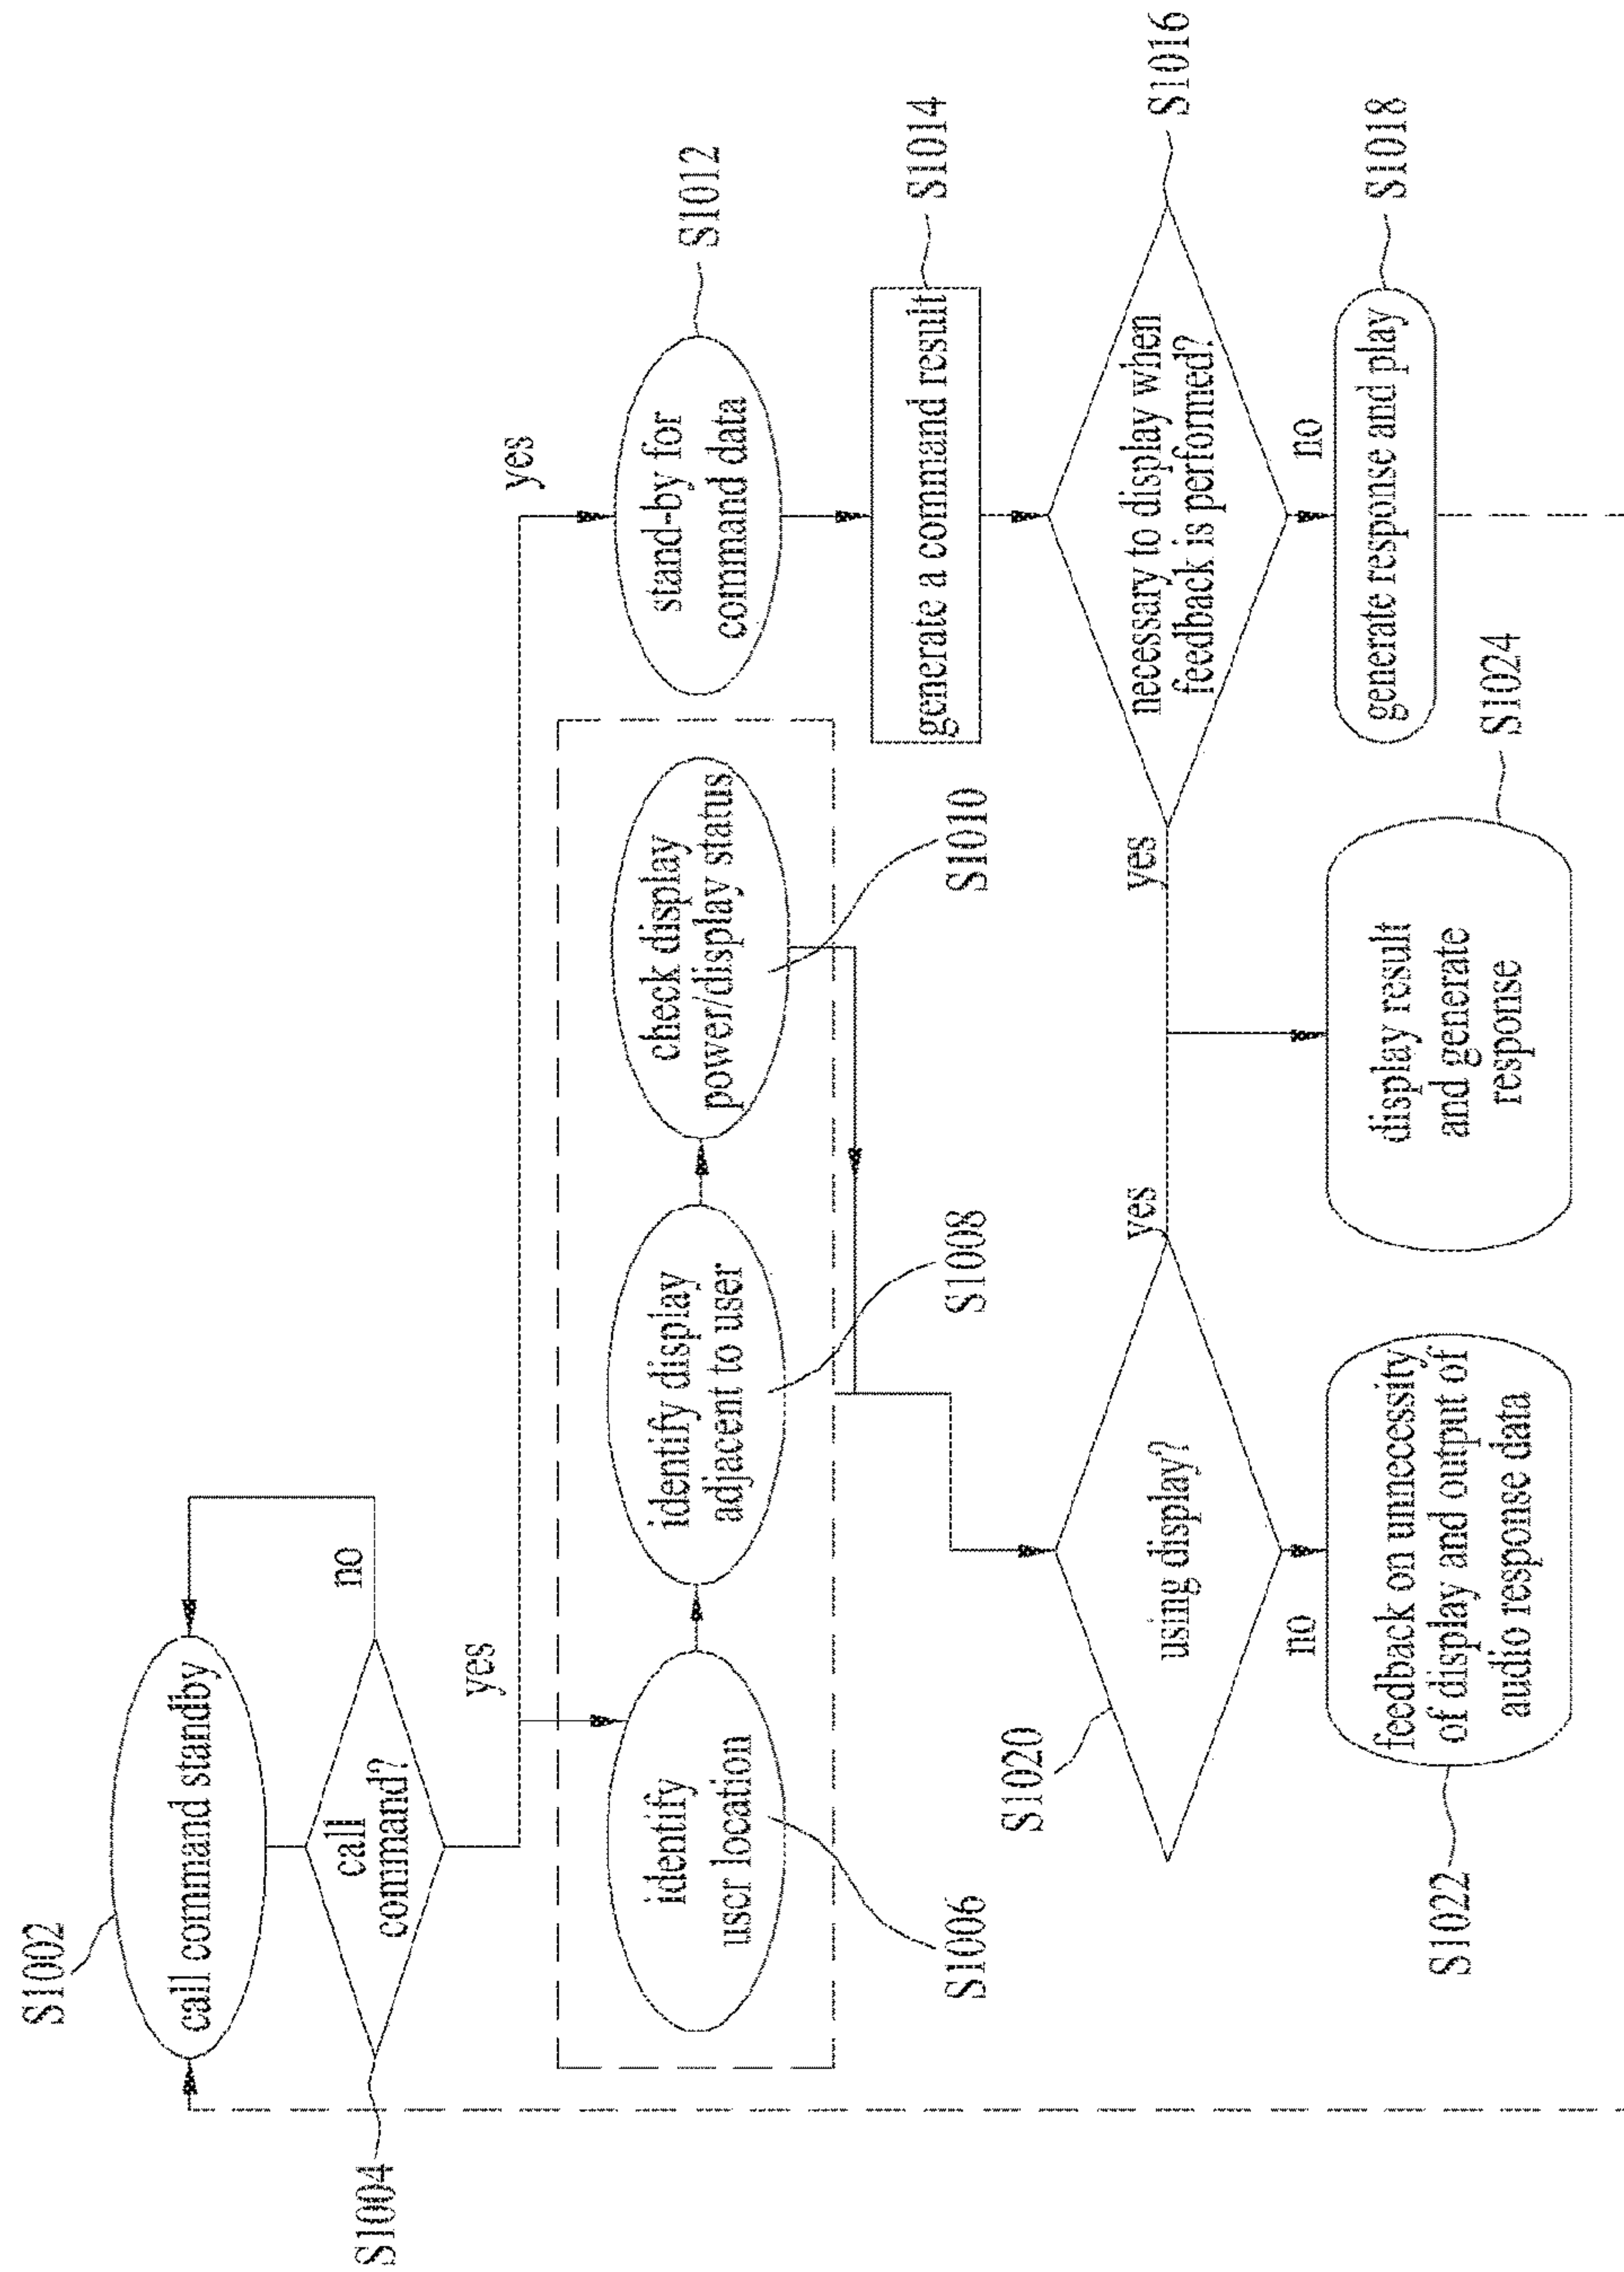 S1002
call command standby
S1004
call
command?
no
yes
yes
identify
user location
S1006
identify display
adjacent to user
S1008
check display
power/display status
S1010
stand-by for
command data
S1012
generate a command result
S1014
necessary to display when
feedback is performed?
S1016
yes
no
generate response and play
S1018
S1020
using display?
yes
no
feedback on unnecessity
of display and output of
audio response data
S1022
display result
and generate
response
S1024